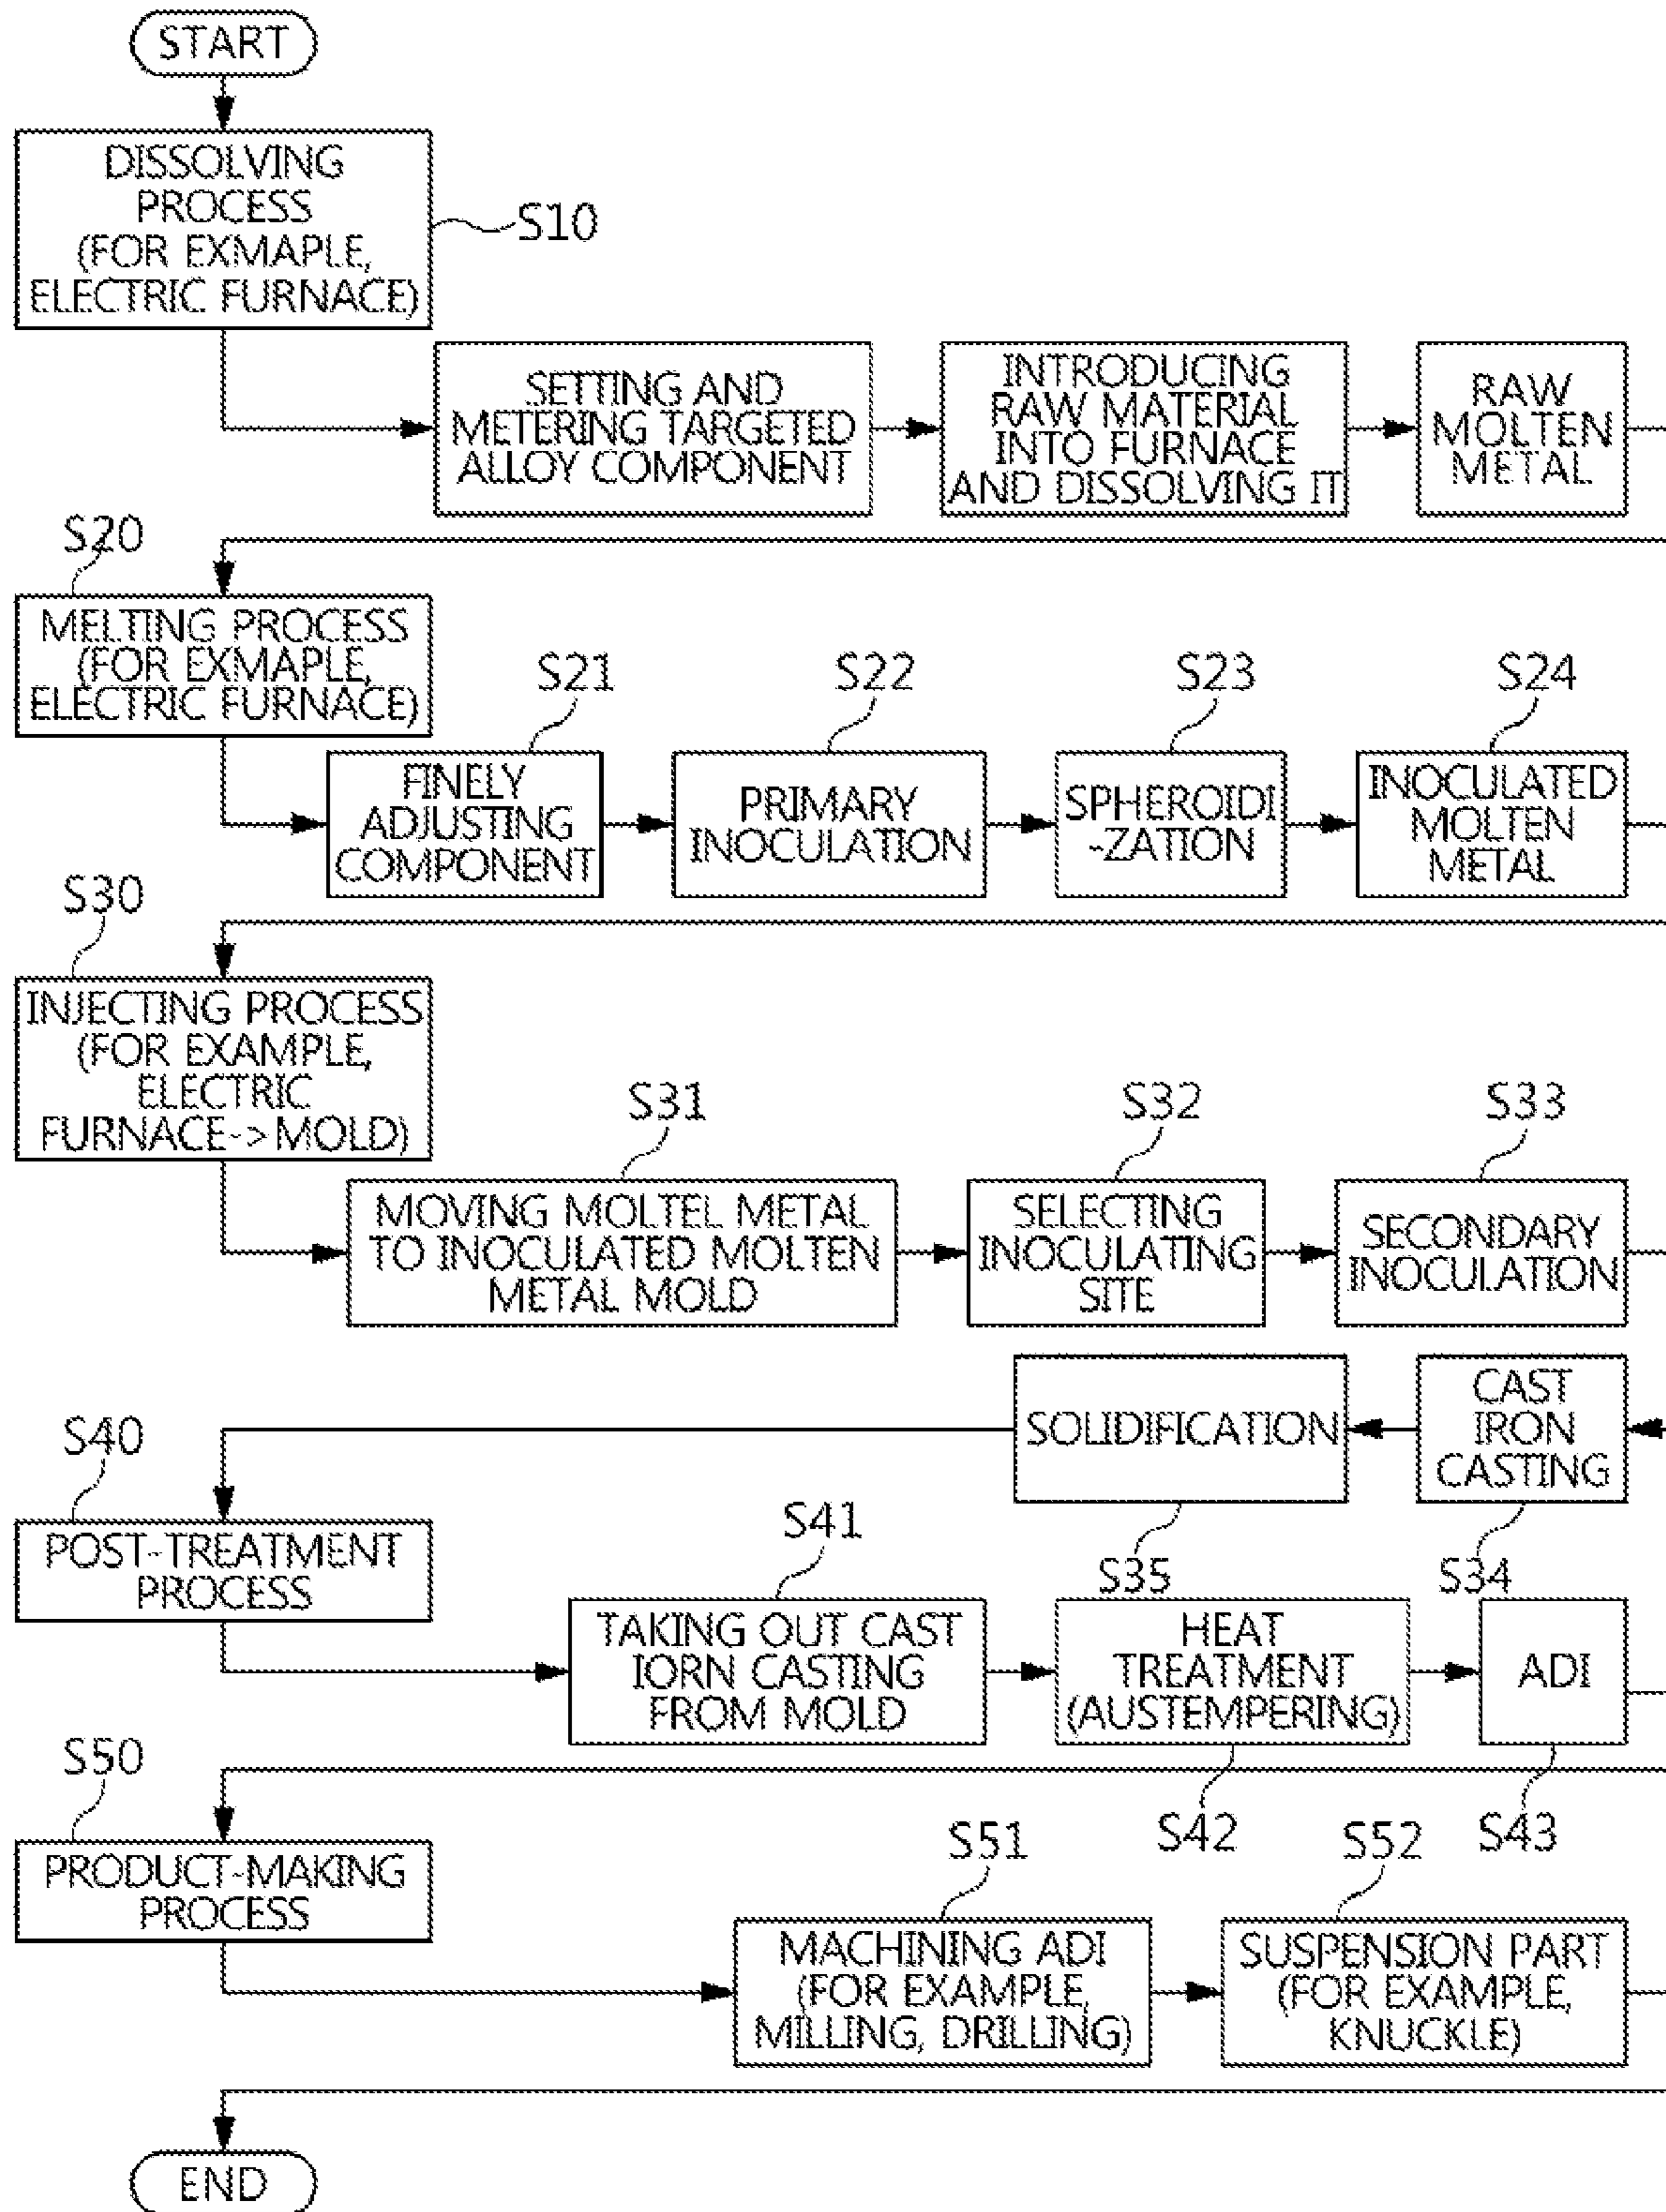 START
DISSOLVING
PROCESS
(FOR EXMAPLE,
ELECTRIC FURNACE)
S10
SETTING AND
METERING TARGETED
ALLOY COMPONENT
INTRODUCING
RAW MATERIAL
INTO FURNACE
AND DISSOLVING IT
RAW
MOLTEN
METAL
S20
MELTING PROCESS
(FOR EXMAPLE,
ELECTRIC FURNACE)
S21
FINELY
ADJUSTING
COMPONENT
S22
PRIMARY
INOCULATION
S23
SPHEROIDI
-ZATION
S24
INOCULATED
MOLTEN
METAL
S30
INJECTING PROCESS
(FOR EXAMPLE,
ELECTRIC
FURNACE->MOLD)
S31
MOVING MOLTEL METAL
TO INOCULATED MOLTEN
METAL MOLD
S32
SELECTING
INOCULATING
SITE
S33
SECONDARY
INOCULATION
CAST
IRON
CASTING
S34
SOLIDIFICATION
S35
S40
POST-TREATMENT
PROCESS
S41
TAKING OUT CAST
IORN CASTING
FROM MOLD
HEAT
TREATMENT
(AUSTEMPERING)
S42
ADI
S43
S50
PRODUCT-MAKING
PROCESS
S51
MACHINING ADI
(FOR EXAMPLE,
MILLING, DRILLING)
S52
SUSPENSION PART
(FOR EXAMPLE,
KNUCKLE)
END